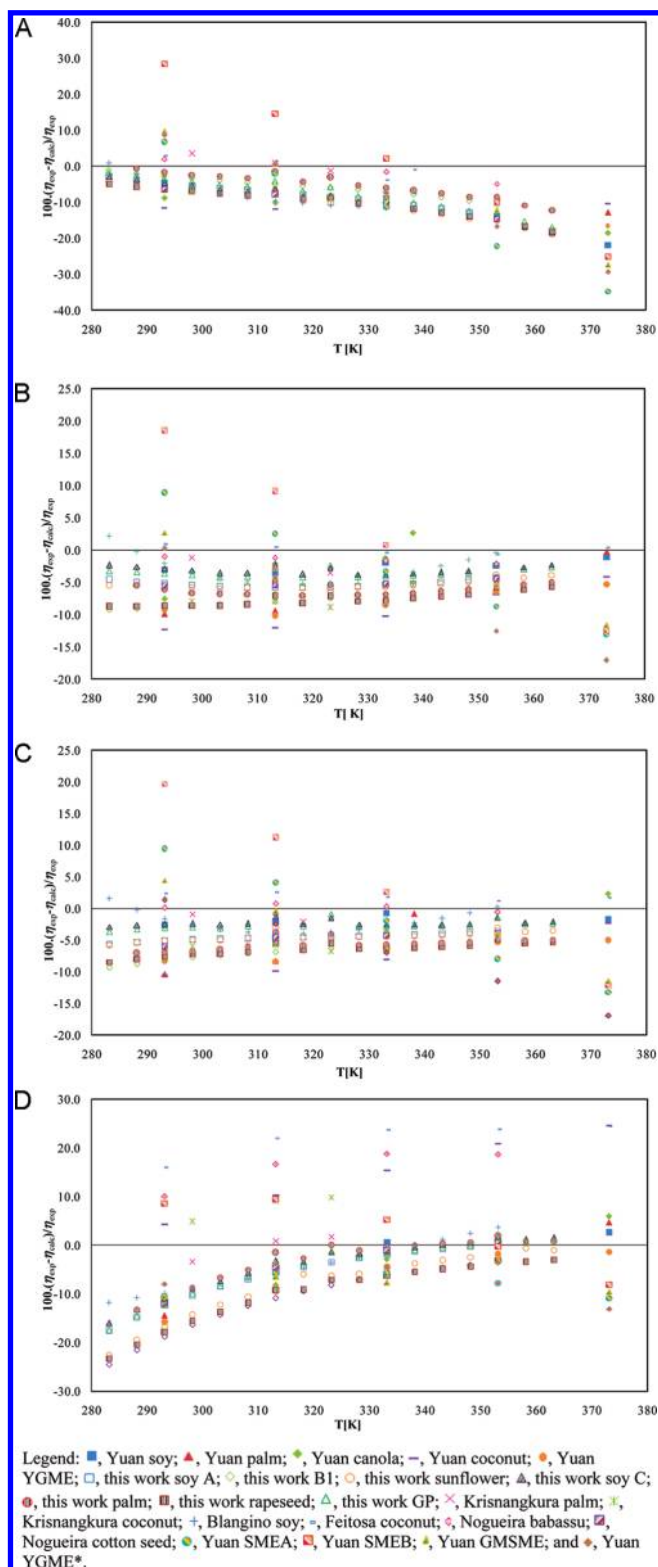 A
40.0
30.0
20.0
10.0
0.0
-10.0
-20.0
-30.0
-40.0
100.(ηexp-ηcalc)/ηexp
280 290 300 310 320 330 340 350 360 370 380
T [K]
B
25.0
20.0
15.0
10.0
5.0
0.0
-5.0
-10.0
-15.0
-20.0
100.(ηexp-ηcalc)/ηexp
280 290 300 310 320 330 340 350 360 370 380
T[ K]
C
25.0
20.0
15.0
10.0
5.0
0.0
-5.0
-10.0
-15.0
-20.0
100.(ηexp-ηcalc)/ηexp
280 290 300 310 320 330 340 350 360 370 380
T[K]
D
30.0
20.0
10.0
0.0
-10.0
-20.0
-30.0
100.(ηexp-ηcalc)/ηexp
280 290 300 310 320 330 340 350 360 370 380
T[K]
Legend: , Yuan soy; , Yuan palm; , Yuan canola; , Yuan coconut; , Yuan
YGME; , this work soy A; , this work B1; , this work sunflower; , this work soy C;
, this work palm; , this work rapeseed; , this work GP; , Krisnangkura palm; ,
Krisnangkura coconut; , Blangino soy; , Feitosa coconut; , Nogueira babassu; ,
Nogueira cotton seed; , Yuan SMEA; , Yuan SMEB; , Yuan GMSME; and , Yuan
YGME*.